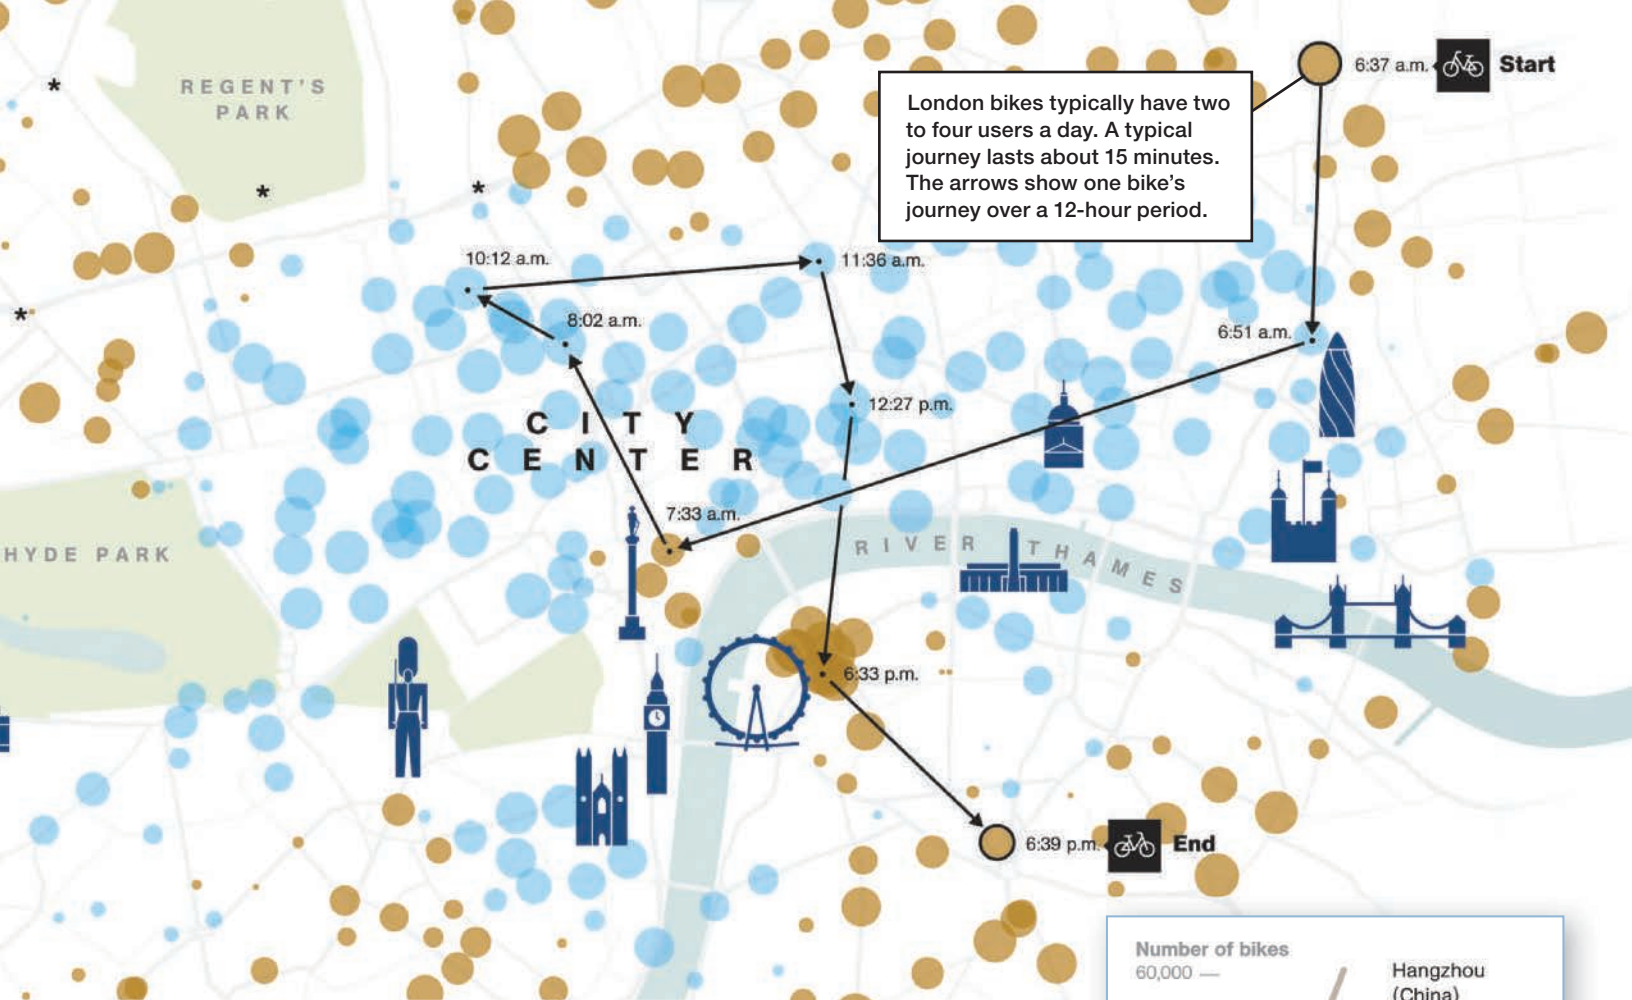 REGENT'S
PARK
6:37 a.m.
Start
London bikes typically have two
to four users a day. A typical
journey lasts about 15 minutes.
The arrows show one bike's
journey over a 12-hour period.
10:12 a.m.
11:36 a.m.
8:02 a.m.
6:51 a.m.
12:27 p.m.
CITY
CENTER
7:33 a.m.
HYDE PARK
RIVER THAMES
6:33 p.m.
6:39 p.m.
End
Number of bikes
60,000
Hangzhou
(China)